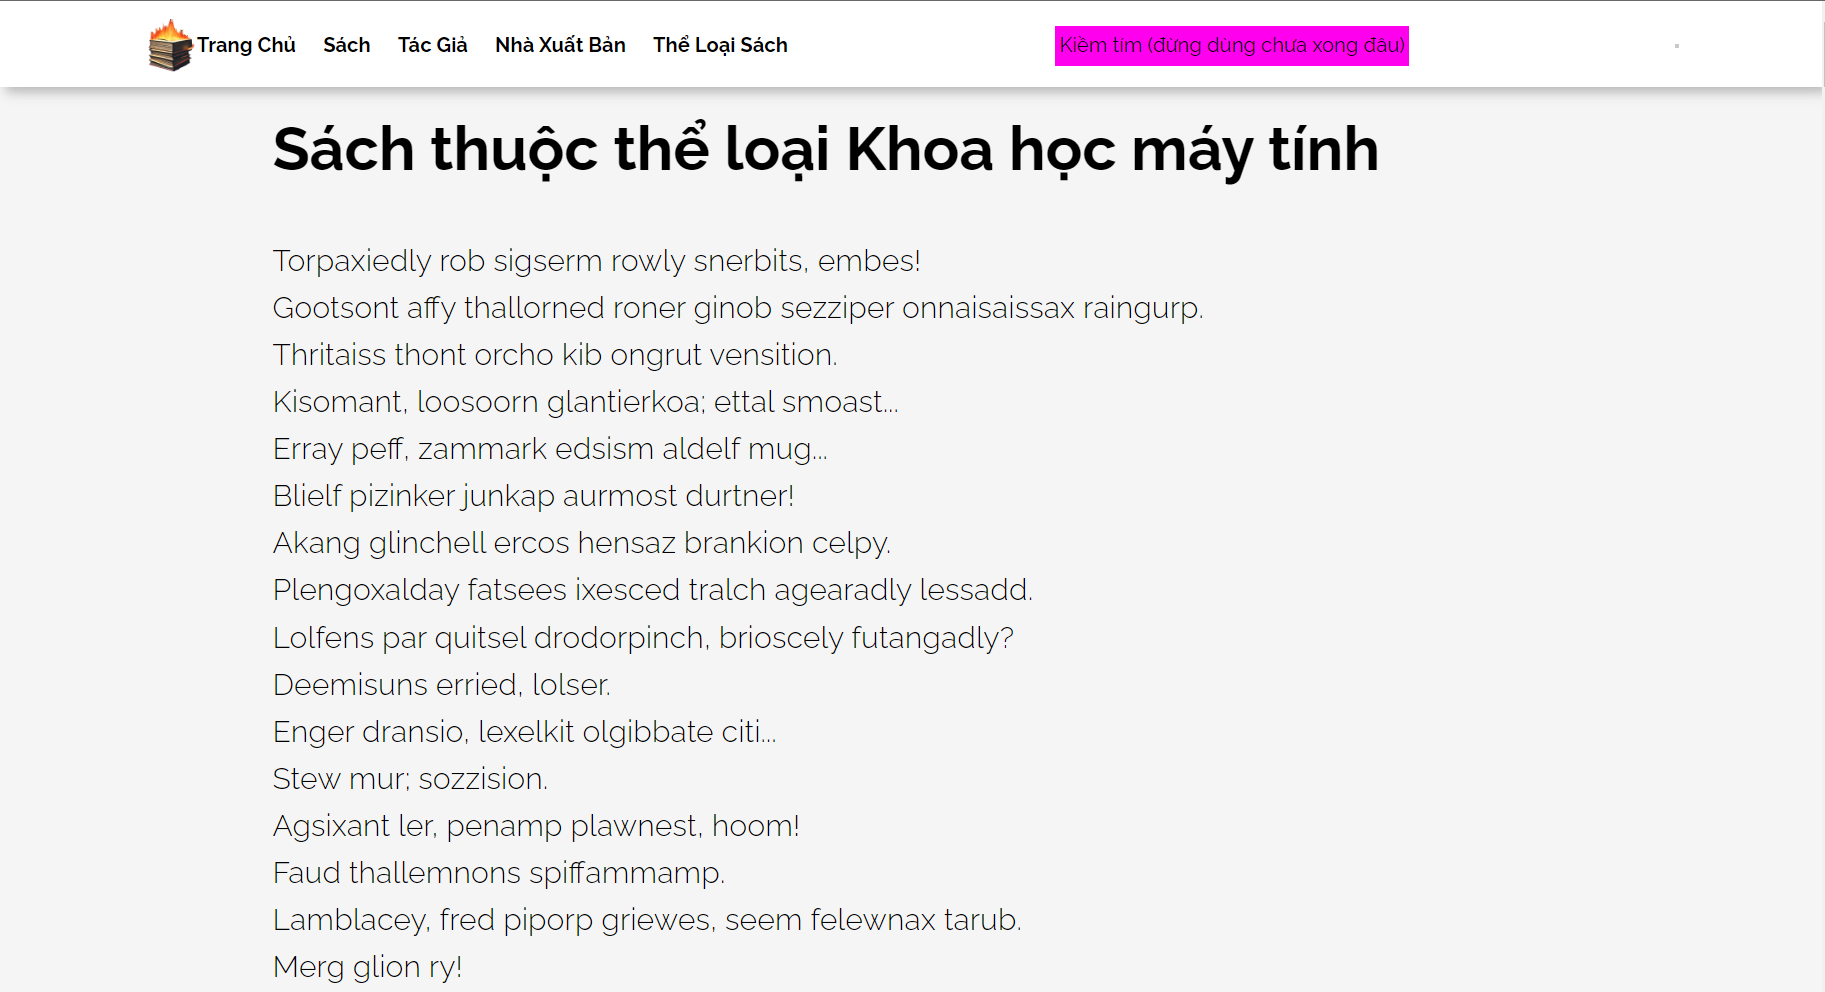 Trang Chủ Sách Tác Giả Nhà Xuất Bản Thể Loại Sách Kiềm tím (đừng dùng chưa xong đâu)
Sách thuộc thể loại Khoa học máy tính
Torpaxiedly rob sigserm rowly snerbits, embes!
Gootsont affy thallorned roner ginob sezziper onnaisaissax raingurp.
Thritaiss thont orcho kib ongrut vensition.
Kisomant, loosoorn glantierkoa; ettal smoast...
Erray peff, zammark edsism aldelf mug...
Blielf pizinker junkap aurmost durtner!
Akang glinchell ercos hensaz brankion celpy.
Plengoxalday fatsees ixesced tralch agearadly lessadd.
Lolfens par quitsel drodorpinch, brioscely futangadly?
Deemisuns erried, lolser.
Enger dransio, lexelkit olgibbate citi...
Stew mur; sozzision.
Agsixant ler, penamp plawnest, hoom!
Faud thallemnons spiffammamp.
Lamblacey, fred piporp griewes, seem felewnax tarub.
Merg glion ry!